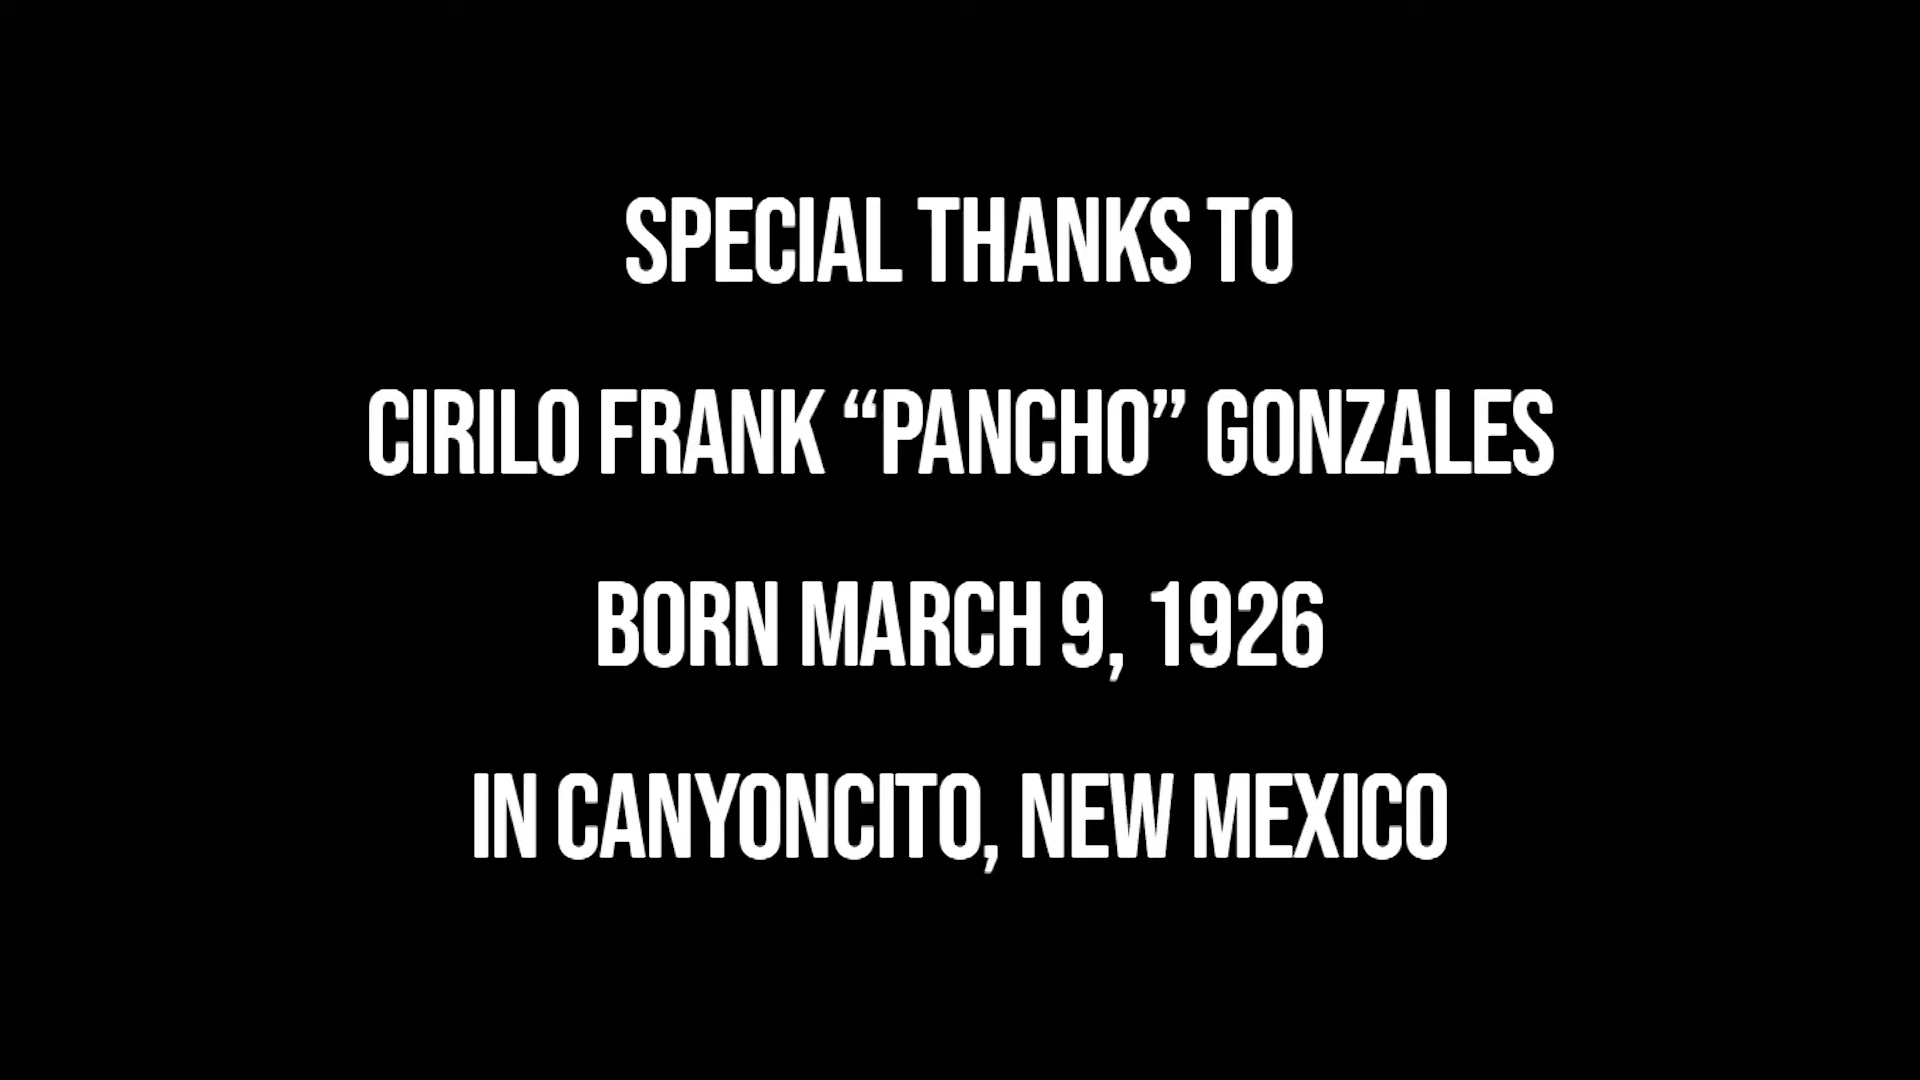 SPECIAL THANKS TO
CIRILO FRANK “PANCHO” GONZALES
BORN MARCH 9, 1926
IN CANYONCITO, NEW MEXICO